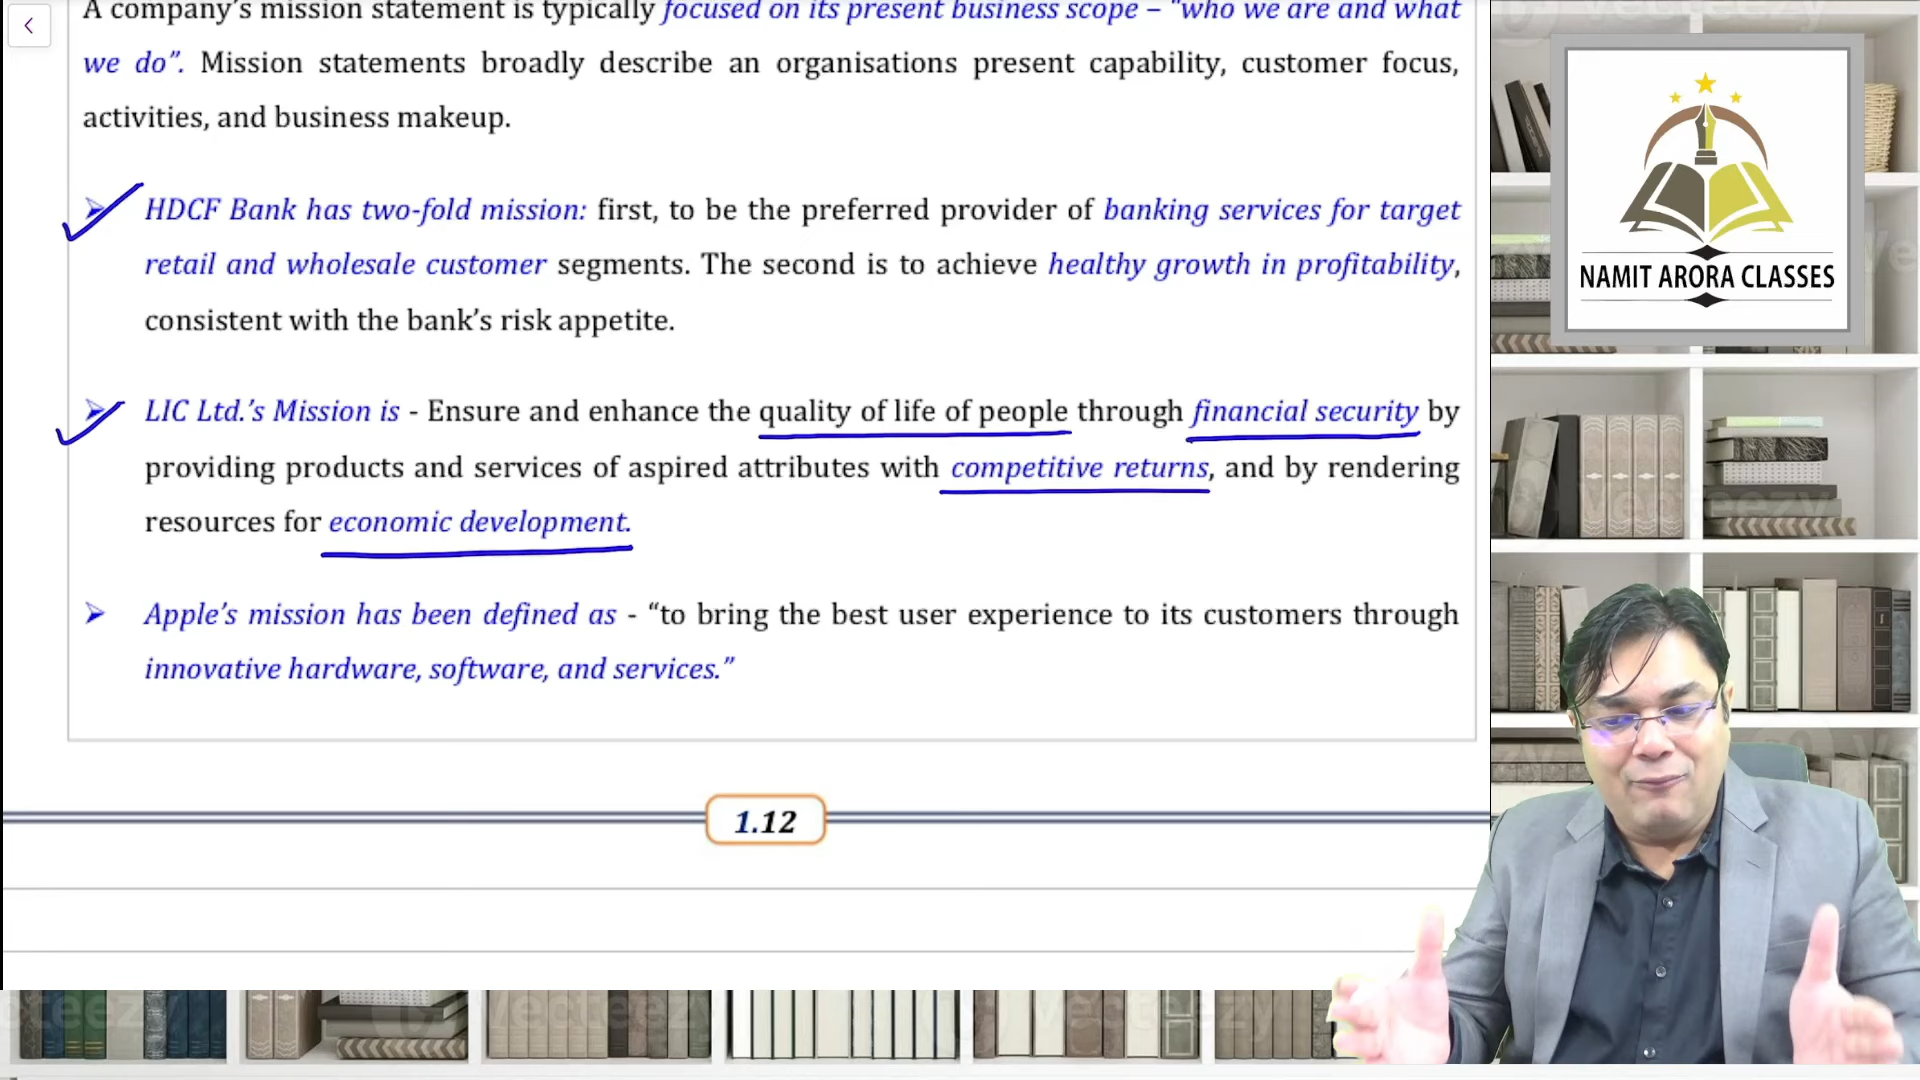 A company’s mission statement is typically focused on its present business scope – “who we are and what
we do”. Mission statements broadly describe an organisations present capability, customer focus,
activities, and business makeup.
➢ HDCF Bank has two-fold mission: first, to be the preferred provider of banking services for target
retail and wholesale customer segments. The second is to achieve healthy growth in profitability,
consistent with the bank’s risk appetite.
➢ LIC Ltd.’s Mission is - Ensure and enhance the quality of life of people through financial security by
providing products and services of aspired attributes with competitive returns, and by rendering
resources for economic development.
➢ Apple’s mission has been defined as - “to bring the best user experience to its customers through
innovative hardware, software, and services.”
1.12
NAMIT ARORA CLASSES